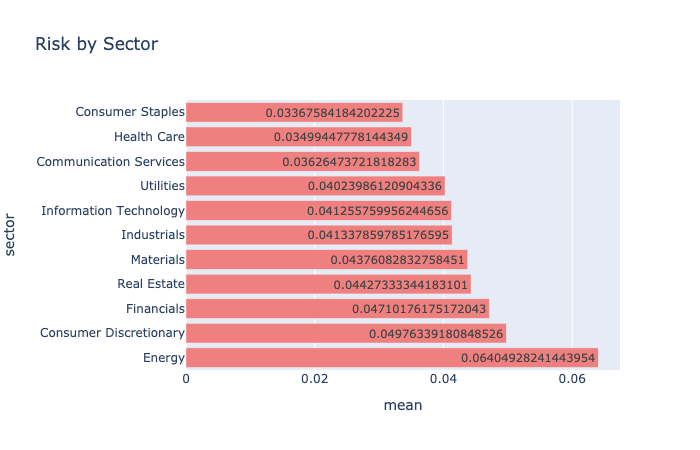 Risk by Sector
sector
Consumer Staples 0.03367584184202225
Health Care 0.03499447778144349
Communication Services 0.03626473721818283
Utilities 0.04023986120904336
Information Technology 0.041255759956244656
Industrials 0.041337859785176595
Materials 0.04376082832758451
Real Estate 0.04427333344183101
Financials 0.04710176175172043
Consumer Discretionary 0.04976339180848526
Energy 0.06404928241443954
0 0.02 0.04 0.06
mean